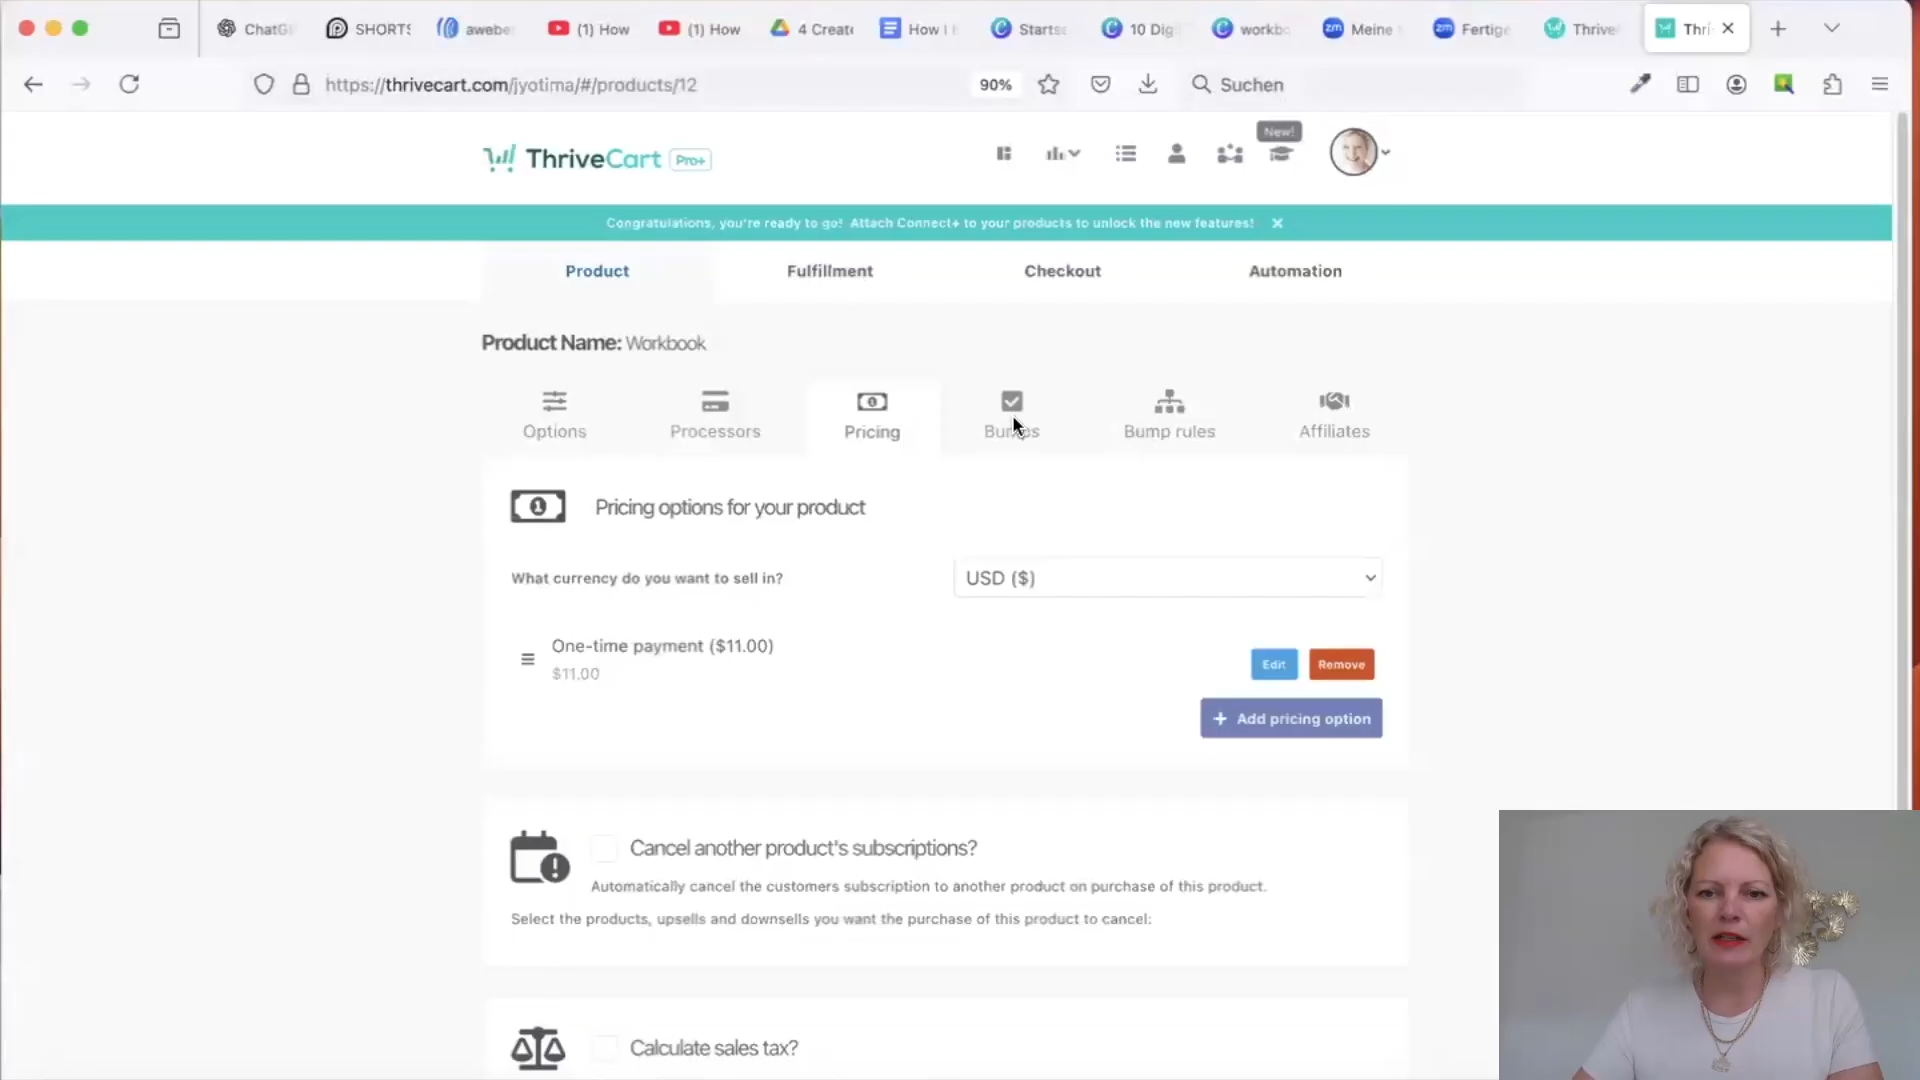 ChatG
SHORTS
awebe
(1) How
(1) How
4 Creat
How I
Starts
10 Dig
workbo
Meine
Fertig
Thrive
Thri
https://thrivecart.com/jyotima/#/products/12
90%
Suchen
ThriveCart Pro+
New!
Congratulations, you're ready to go! Attach Connect+ to your products to unlock the new features!
Product
Fulfillment
Checkout
Automation
Product Name: Workbook
Options
Processors
Pricing
Bumps
Bump rules
Affiliates
Pricing options for your product
What currency do you want to sell in?
USD ($)
One-time payment ($11.00)
$11.00
Edit
Remove
+ Add pricing option
Cancel another product's subscriptions?
Automatically cancel the customers subscription to another product on purchase of this product.
Select the products, upsells and downsells you want the purchase of this product to cancel:
Calculate sales tax?